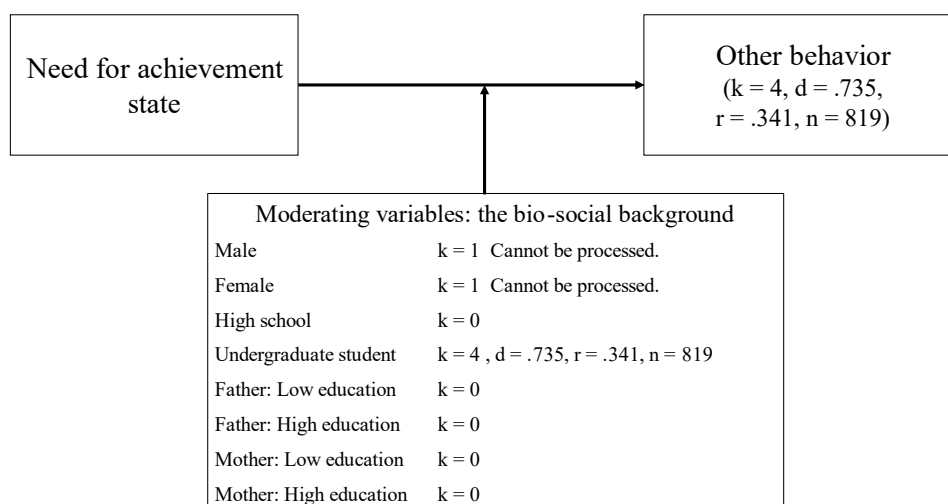 Need for achievement
state
Other behavior
(k = 4, d = .735,
r = .341, n = 819)
Moderating variables: the bio-social background
Male k = 1 Cannot be processed.
Female k = 1 Cannot be processed.
High school k = 0
Undergraduate student k = 4 , d = .735, r = .341, n = 819
Father: Low education k = 0
Father: High education k = 0
Mother: Low education k = 0
Mother: High education k = 0